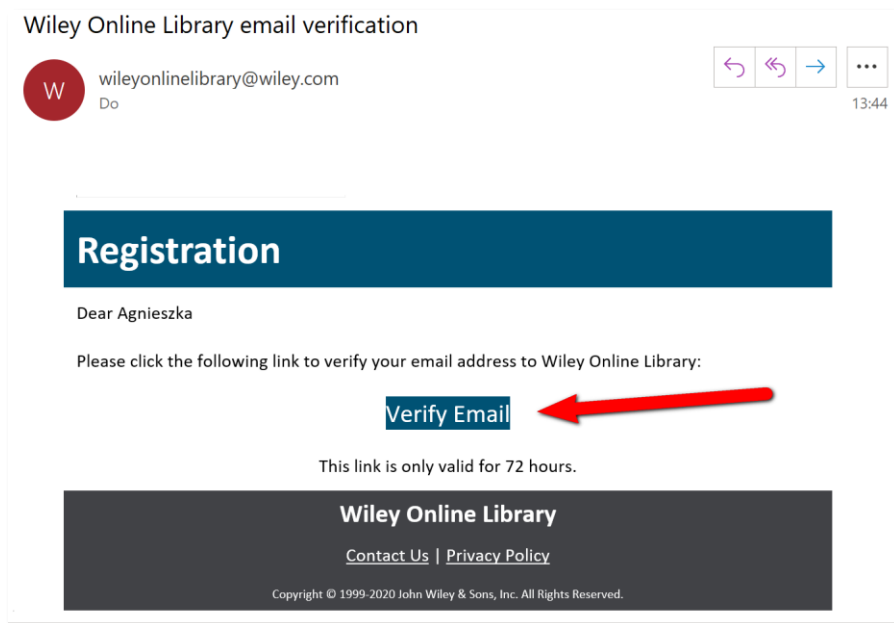 Wiley Online Library email verification
W
wileyonlinelibrary@wiley.com
Do
13:44
Registration
Dear Agnieszka
Please click the following link to verify your email address to Wiley Online Library:
Verify Email
This link is only valid for 72 hours.
Wiley Online Library
Contact Us | Privacy Policy
Copyright © 1999-2020 John Wiley & Sons, Inc. All Rights Reserved.